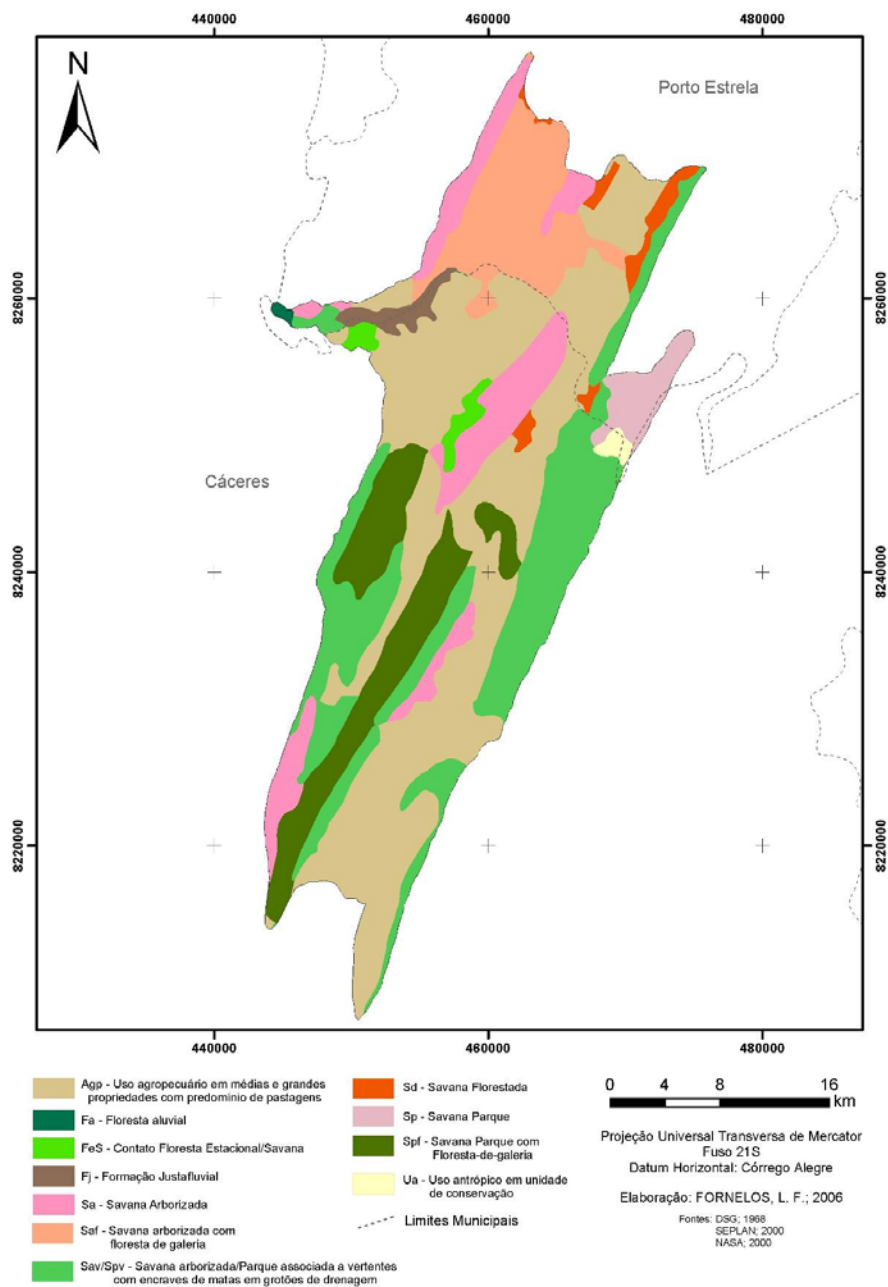 440000
460000
480000
N
Porto Estrela
8260000
8260000
Cáceres
8240000
8240000
8220000
8220000
440000
460000
480000
Agp - Uso agropecuário em médias e grandes
propriedades com predomínio de pastagens
Fa - Floresta aluvial
FeS - Contato Floresta Estacional/Savana
Fj - Formação Justafluvial
Sa - Savana Arborizada
Saf - Savana arborizada com
floresta de galeria
Sav/Spv - Savana arborizada/Parque associada a vertentes
com encraves de matas em grotões de drenagem
Sd - Savana Florestada
Sp - Savana Parque
Spf - Savana Parque com
Floresta-de-galeria
Ua - Uso antrópico em unidade
de conservação
Limites Municipais
0 4 8 16
km
Projeção Universal Transversa de Mercator
Fuso 21S
Datum Horizontal: Córrego Alegre
Elaboração: FORNELOS, L. F.; 2006
Fontes: DSG; 1968
SEPLAN; 2000
NASA; 2000